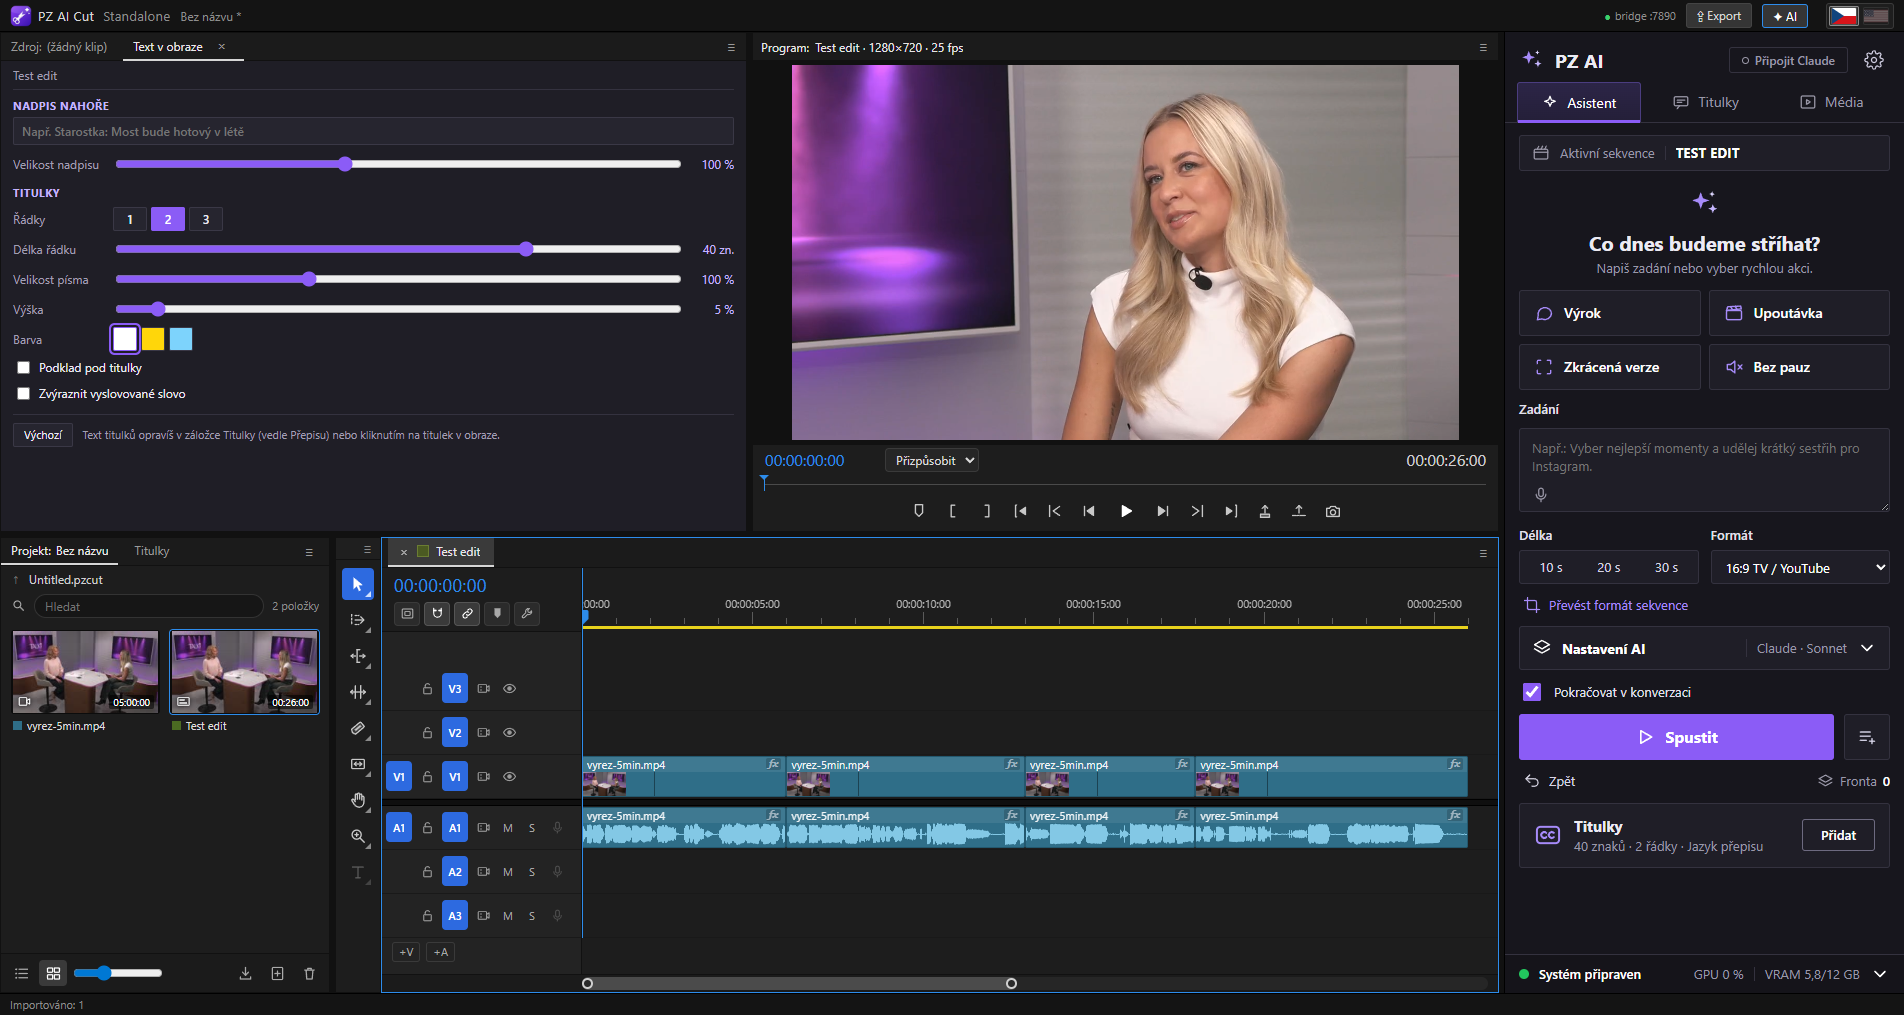 PZ AI Cut Standalone Bez názvu *
bridge :7890 Export AI
Zdroj: (žádný klip) Text v obraze ×
Test edit
NADPIS NAHOŘE
Např. Starostka: Most bude hotový v létě
Velikost nadpisu 100 %
TITULKY
Řádky 1 2 3
Délka řádku 40 zn.
Velikost písma 100 %
Výška 5 %
Barva
Podklad pod titulky
Zvýraznit vyslovované slovo
Výchozí Text titulků opravíš v záložce Titulky (vedle Přepisu) nebo kliknutím na titulek v obraze.
Program: Test edit · 1280×720 · 25 fps
00:00:00:00 Přizpůsobit 00:00:26:00
Projekt: Bez názvu Titulky
↑ Untitled.pzcut
Hledat 2 položky
05:00:00 00:26:00
vyrez-5min.mp4 Test edit
Importováno: 1
× Test edit
00:00:00:00
00:00 00:00:05:00 00:00:10:00 00:00:15:00 00:00:20:00 00:00:25:00
V3
V2
V1 V1
vyrez-5min.mp4 fx vyrez-5min.mp4 fx vyrez-5min.mp4 fx vyrez-5min.mp4 fx
A1 A1 M S
vyrez-5min.mp4 fx vyrez-5min.mp4 fx vyrez-5min.mp4 fx vyrez-5min.mp4 fx
A2 M S
A3 M S
+V +A
PZ AI Připojit Claude
Asistent Titulky Média
Aktivní sekvence TEST EDIT
Co dnes budeme stříhat?
Napiš zadání nebo vyber rychlou akci.
Výrok Upoutávka
Zkrácená verze Bez pauz
Zadání
Např.: Vyber nejlepší momenty a udělej krátký sestřih pro
Instagram.
Délka Formát
10 s 20 s 30 s 16:9 TV / YouTube
Převést formát sekvence
Nastavení AI Claude · Sonnet
Pokračovat v konverzaci
Spustit
Zpět Fronta 0
CC Titulky
40 znaků · 2 řádky · Jazyk přepisu
Přidat
Systém připraven GPU 0 % VRAM 5,8/12 GB